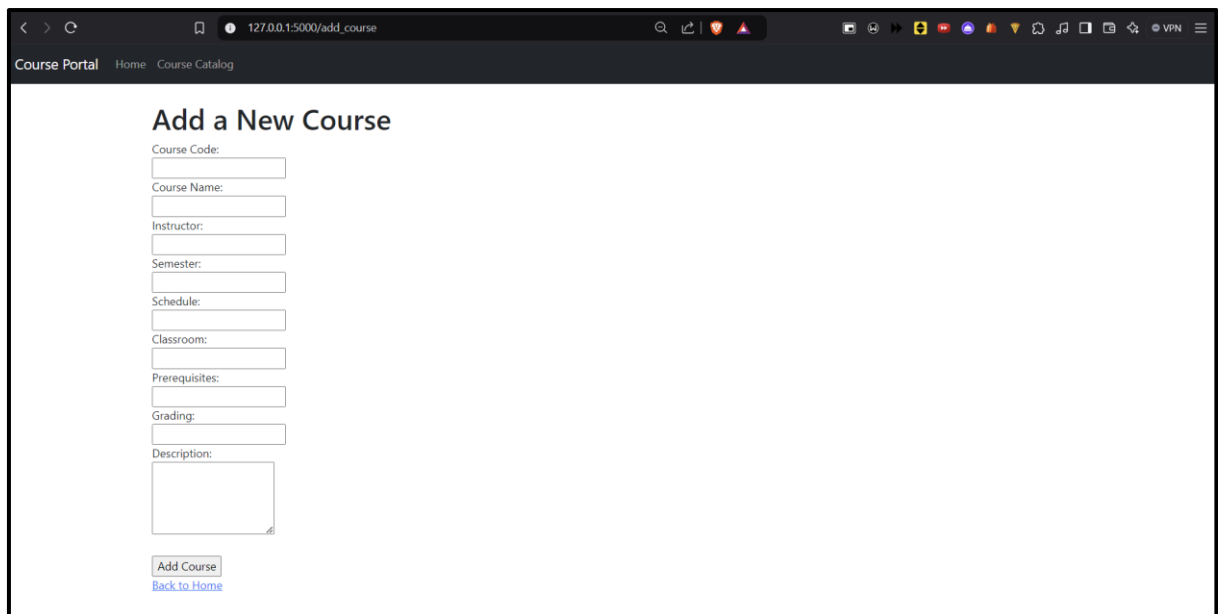 127.0.0.1:5000/add_course
VPN
Course Portal Home Course Catalog
Add a New Course
Course Code:
Course Name:
Instructor:
Semester:
Schedule:
Classroom:
Prerequisites:
Grading:
Description:
Add Course
Back to Home